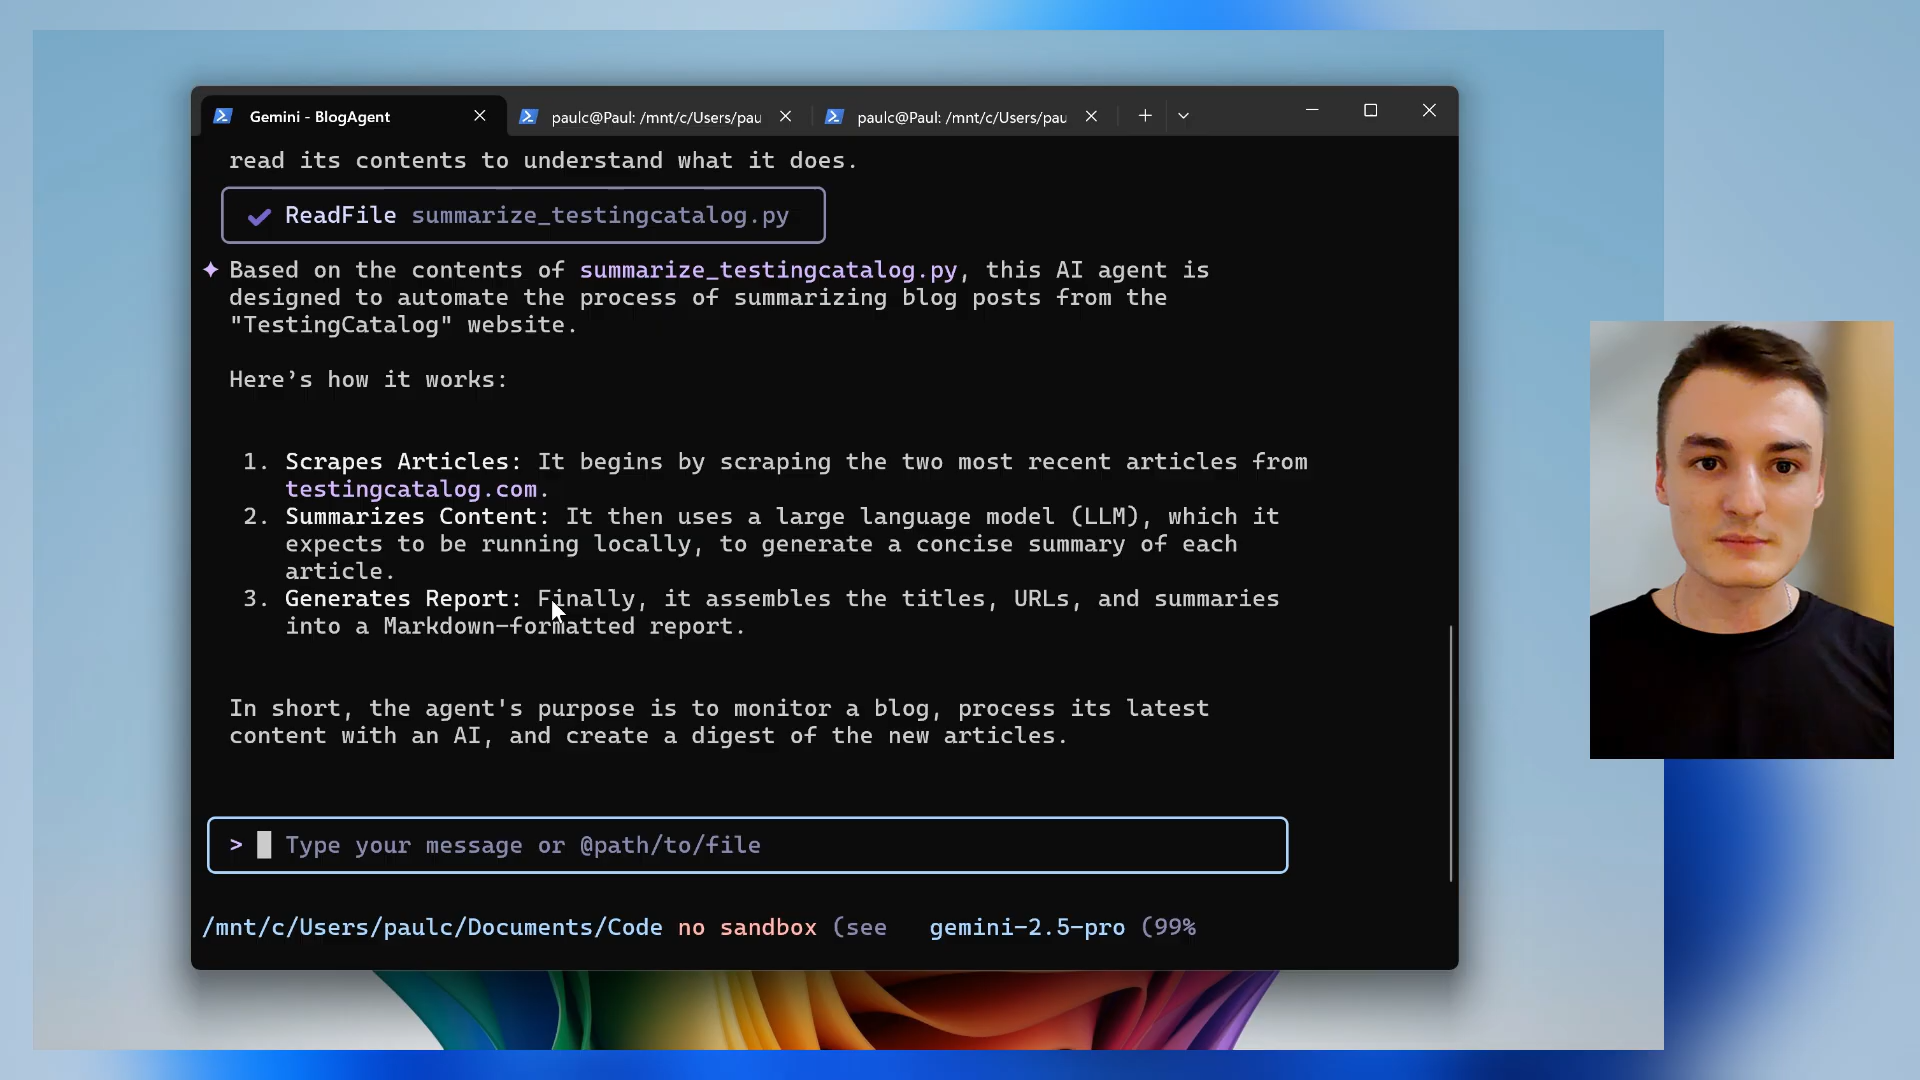 Gemini - BlogAgent
paulc@Paul: /mnt/c/Users/pau
paulc@Paul: /mnt/c/Users/pau
read its contents to understand what it does.
✔ ReadFile summarize_testingcatalog.py
✦ Based on the contents of summarize_testingcatalog.py, this AI agent is
designed to automate the process of summarizing blog posts from the
"TestingCatalog" website.
Here’s how it works:
1. Scrapes Articles: It begins by scraping the two most recent articles from
testingcatalog.com.
2. Summarizes Content: It then uses a large language model (LLM), which it
expects to be running locally, to generate a concise summary of each
article.
3. Generates Report: Finally, it assembles the titles, URLs, and summaries
into a Markdown-formatted report.
In short, the agent's purpose is to monitor a blog, process its latest
content with an AI, and create a digest of the new articles.
> Type your message or @path/to/file
/mnt/c/Users/paulc/Documents/Code no sandbox (see gemini-2.5-pro (99%